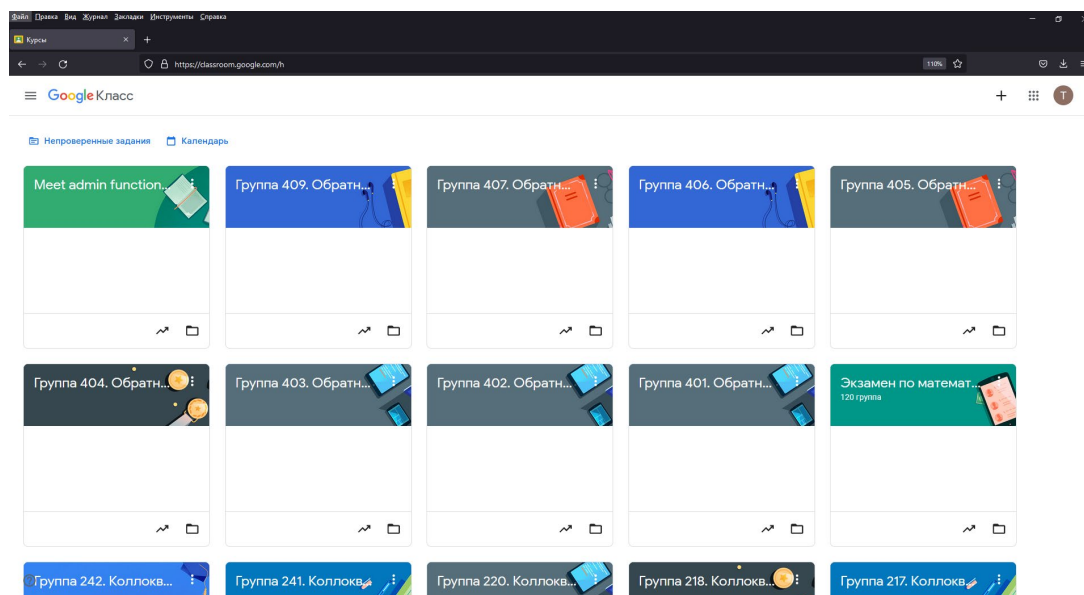 Файл Правка Вид Журнал Закладки Инструменты Справка
Курсы
https://classroom.google.com/h
110%
Google Класс
T
Непроверенные задания Календарь
Meet admin function...
Группа 409. Обратн...
Группа 407. Обратн...
Группа 406. Обратн...
Группа 405. Обратн...
Группа 404. Обратн...
Группа 403. Обратн...
Группа 402. Обратн...
Группа 401. Обратн...
Экзамен по математ...
120 группа
Группа 242. Коллокв...
Группа 241. Коллокв...
Группа 220. Коллокв...
Группа 218. Коллокв...
Группа 217. Коллокв...